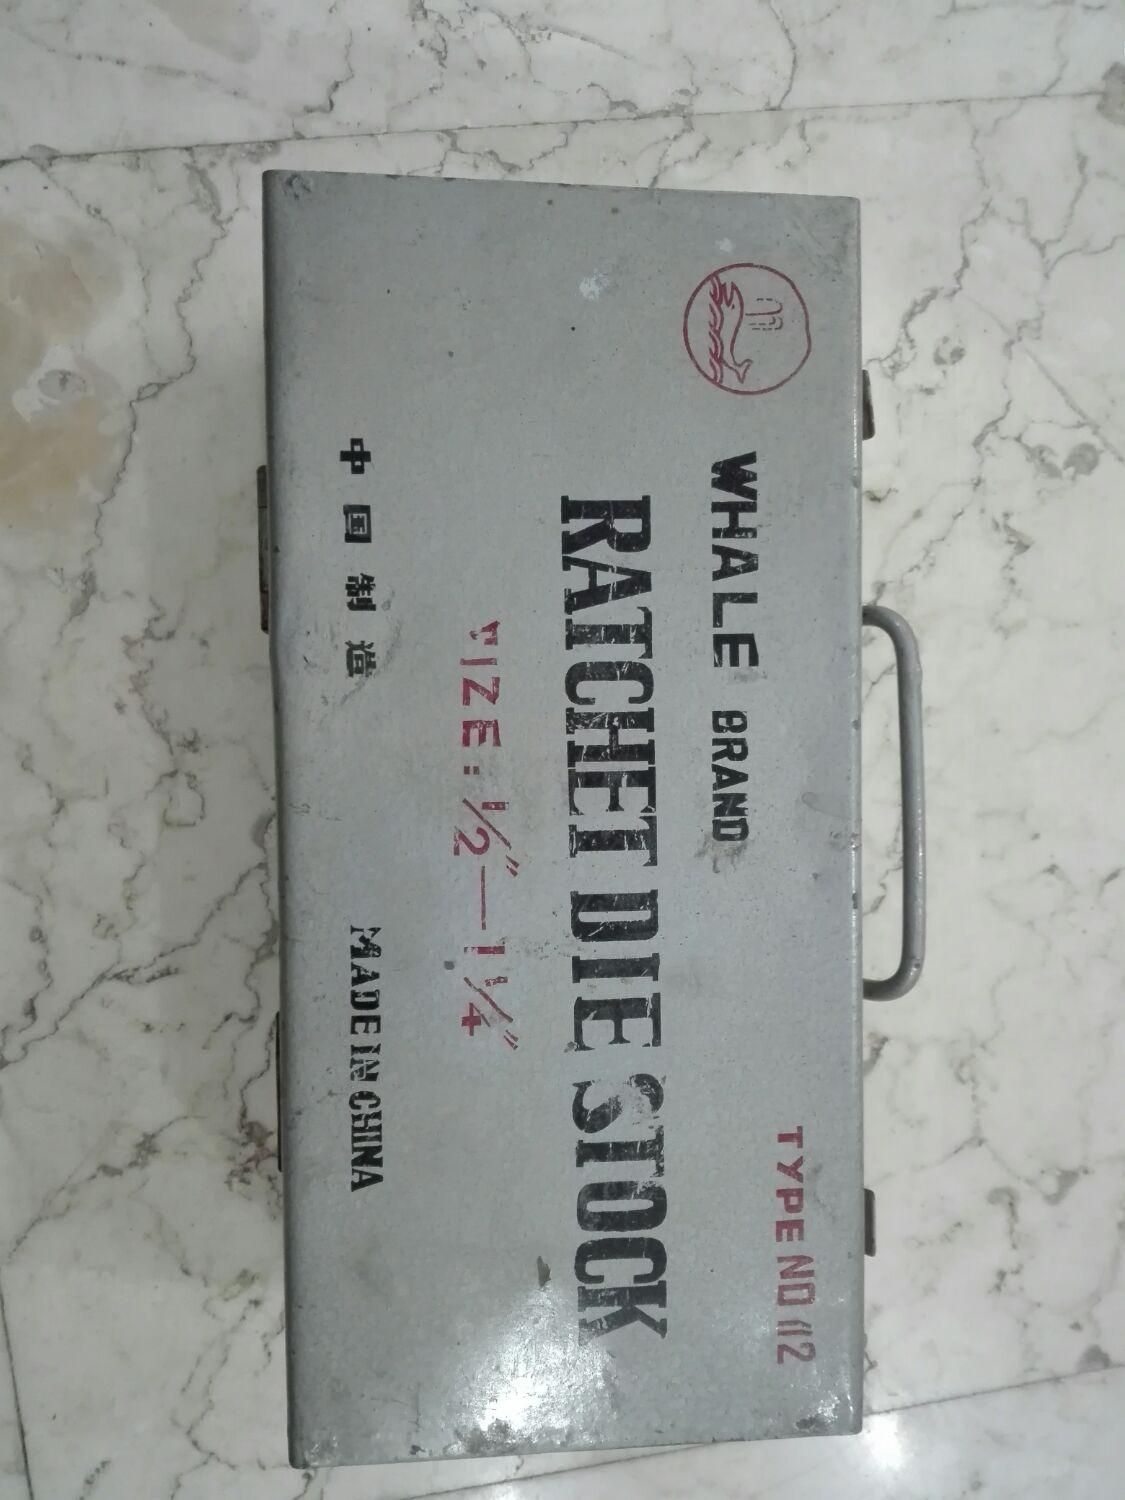 WHALE BRAND
TYPE NO 112
RATCHET DIE STOCK
SIZE: 1/2"—1 1/4"
中国制造 MADE IN CHINA